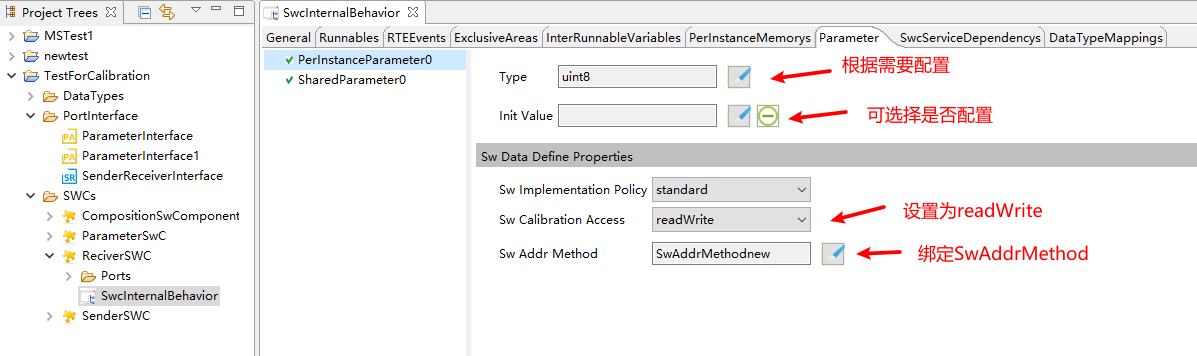 Project Trees
MSTest1
newtest
TestForCalibration
DataTypes
PortInterface
PA ParameterInterface
PA ParameterInterface1
SR SenderReceiverInterface
SWCs
CompositionSwComponent
ParameterSwC
ReciverSWC
Ports
SwcInternalBehavior
SenderSWC
SwcInternalBehavior
General Runnables RTEEvents ExclusiveAreas InterRunnableVariables PerInstanceMemorys Parameter SwcServiceDependencys DataTypeMappings
PerInstanceParameter0
SharedParameter0
Type uint8 根据需要配置
Init Value 可选择是否配置
Sw Data Define Properties
Sw Implementation Policy standard
Sw Calibration Access readWrite 设置为readWrite
Sw Addr Method SwAddrMethodnew 绑定SwAddrMethod